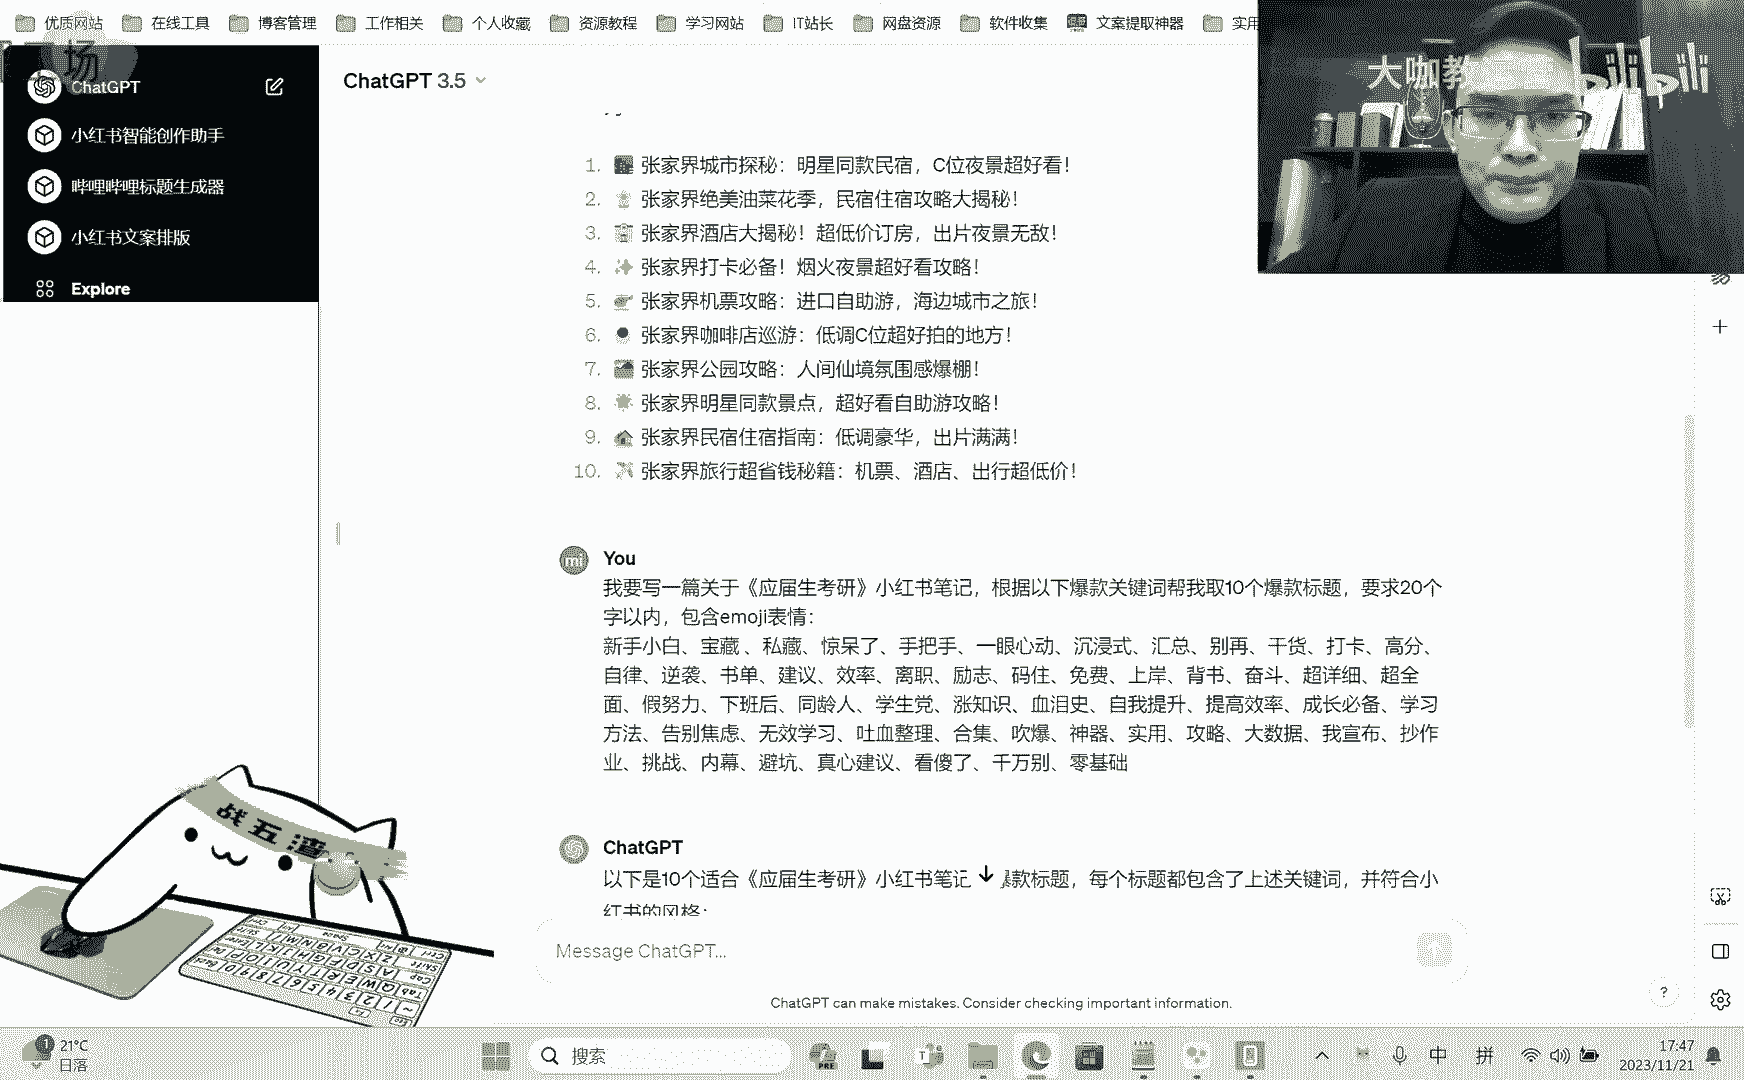 优质网站 在线工具 博客管理 工作相关 个人收藏 资源教程 学习网站 IT站长 网盘资源 软件收集 文案提取神器 实用
场
大咖教 bilibili
ChatGPT
小红书智能创作助手
哔哩哔哩标题生成器
小红书文案排版
Explore
ChatGPT 3.5
1. 张家界城市探秘：明星同款民宿，C位夜景超好看！
2. 张家界绝美油菜花季，民宿住宿攻略大揭秘！
3. 张家界酒店大揭秘！超低价订房，出片夜景无敌！
4. 张家界打卡必备！烟火夜景超好看攻略！
5. 张家界机票攻略：进口自助游，海边城市之旅！
6. 张家界咖啡店巡游：低调C位超好拍的地方！
7. 张家界公园攻略：人间仙境氛围感爆棚！
8. 张家界明星同款景点，超好看自助游攻略！
9. 张家界民宿住宿指南：低调豪华，出片满满！
10. 张家界旅行超省钱秘籍：机票、酒店、出行超低价！
mi You
我要写一篇关于《应届生考研》小红书笔记，根据以下爆款关键词帮我取10个爆款标题，要求20个
字以内，包含emoji表情：
新手小白、宝藏 、私藏、惊呆了、手把手、一眼心动、沉浸式、汇总、别再、干货、打卡、高分、
自律、逆袭、书单、建议、效率、离职、励志、码住、免费、上岸、背书、奋斗、超详细、超全
面、假努力、下班后、同龄人、学生党、涨知识、血泪史、自我提升、提高效率、成长必备、学习
方法、告别焦虑、无效学习、吐血整理、合集、吹爆、神器、实用、攻略、大数据、我宣布、抄作
业、挑战、内幕、避坑、真心建议、看傻了、千万别、零基础
ChatGPT
以下是10个适合《应届生考研》小红书笔记 款标题，每个标题都包含了上述关键词，并符合小
红书的风格：
Message ChatGPT...
ChatGPT can make mistakes. Consider checking important information.
?
战五渣
1 21°C
日落
搜索
PRE
中 拼
17:47
2023/11/21